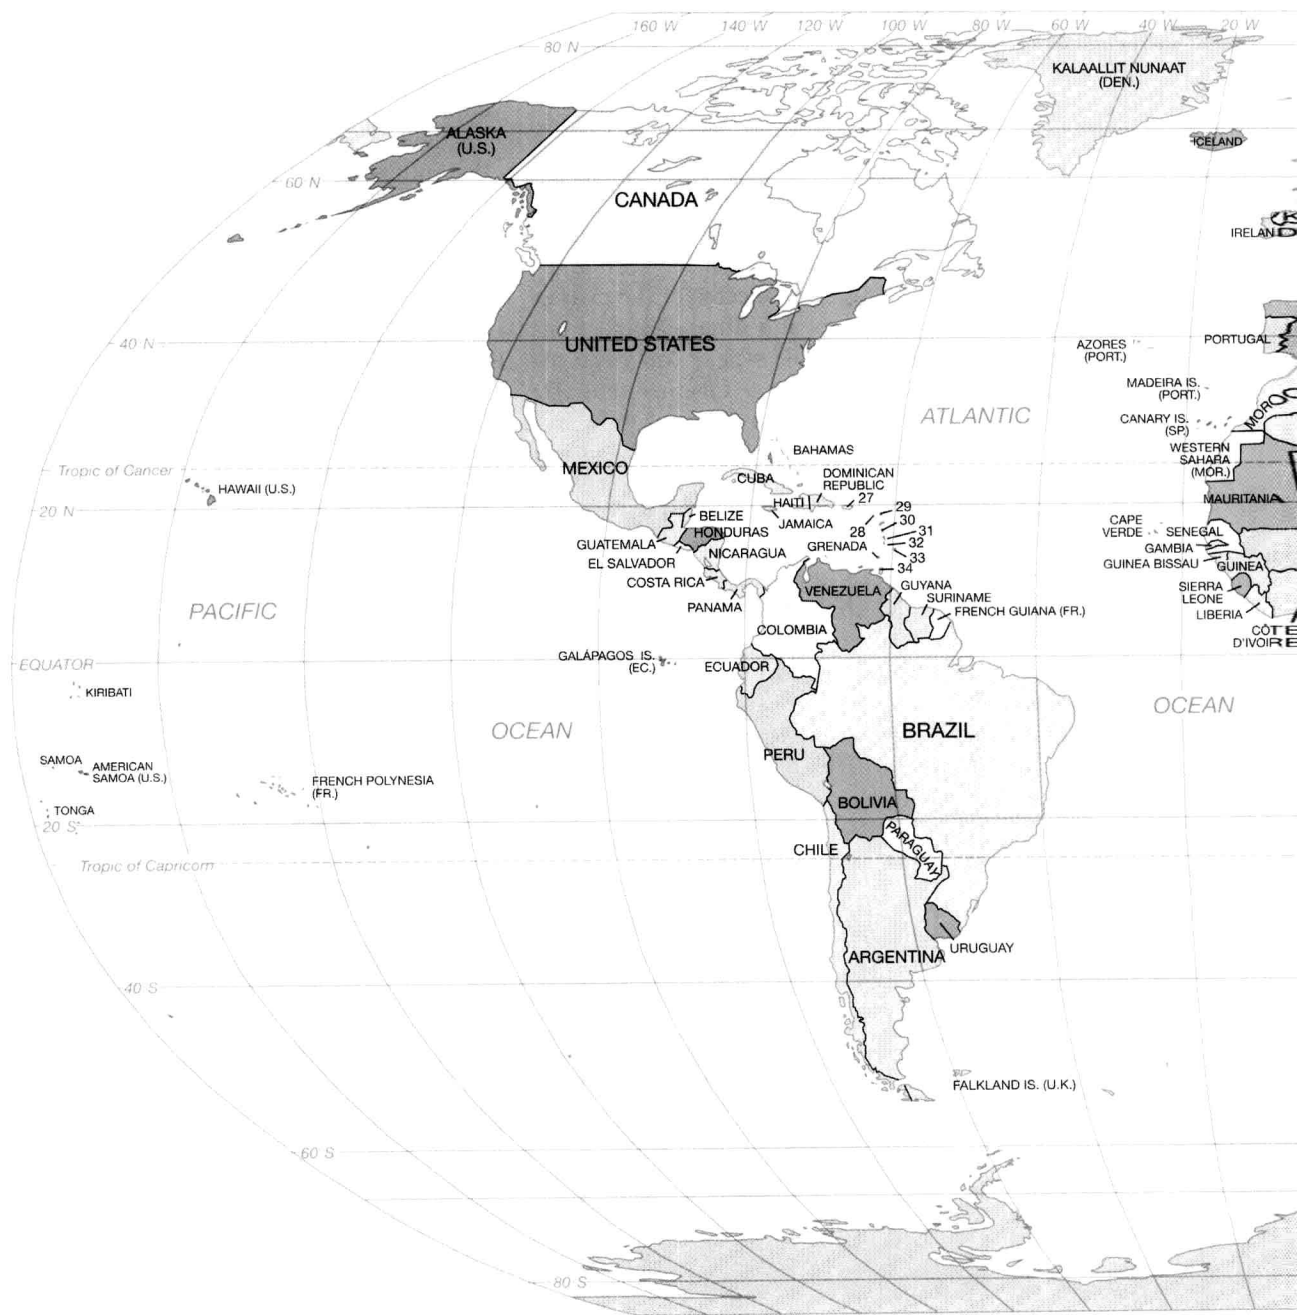 160 W
140 W
120 W
100 W
80 W
60 W
40 W
20 W
80 N
KALAALLIT NUNAAT
(DEN.)
ALASKA
(U.S.)
ICELAND
60 N
CANADA
UK
IRELAND
UNITED STATES
40 N
AZORES
(PORT.)
PORTUGAL
MADEIRA IS.
(PORT.)
ATLANTIC
CANARY IS.
(SP.)
MOROC
BAHAMAS
WESTERN
SAHARA
(MOR.)
Tropic of Cancer
MEXICO
CUBA
DOMINICAN
REPUBLIC
HAWAII (U.S.)
HAITI
27
MAURITANIA
20 N
BELIZE
JAMAICA
29
28
30
CAPE
VERDE
HONDURAS
31
SENEGAL
GUATEMALA
NICARAGUA
GRENADA
32
GAMBIA
EL SALVADOR
33
GUINEA BISSAU
GUINEA
34
COSTA RICA
VENEZUELA
GUYANA
SIERRA
LEONE
SURINAME
PANAMA
FRENCH GUIANA (FR.)
LIBERIA
PACIFIC
COLOMBIA
CÔTE
D'IVOIRE
EQUATOR
GALÁPAGOS IS.
(EC.)
ECUADOR
KIRIBATI
OCEAN
OCEAN
BRAZIL
PERU
SAMOA
AMERICAN
SAMOA (U.S.)
FRENCH POLYNESIA
(FR.)
TONGA
BOLIVIA
20 S
PARAGUAY
CHILE
Tropic of Capricorn
URUGUAY
ARGENTINA
40 S
FALKLAND IS. (U.K.)
60 S
80 S